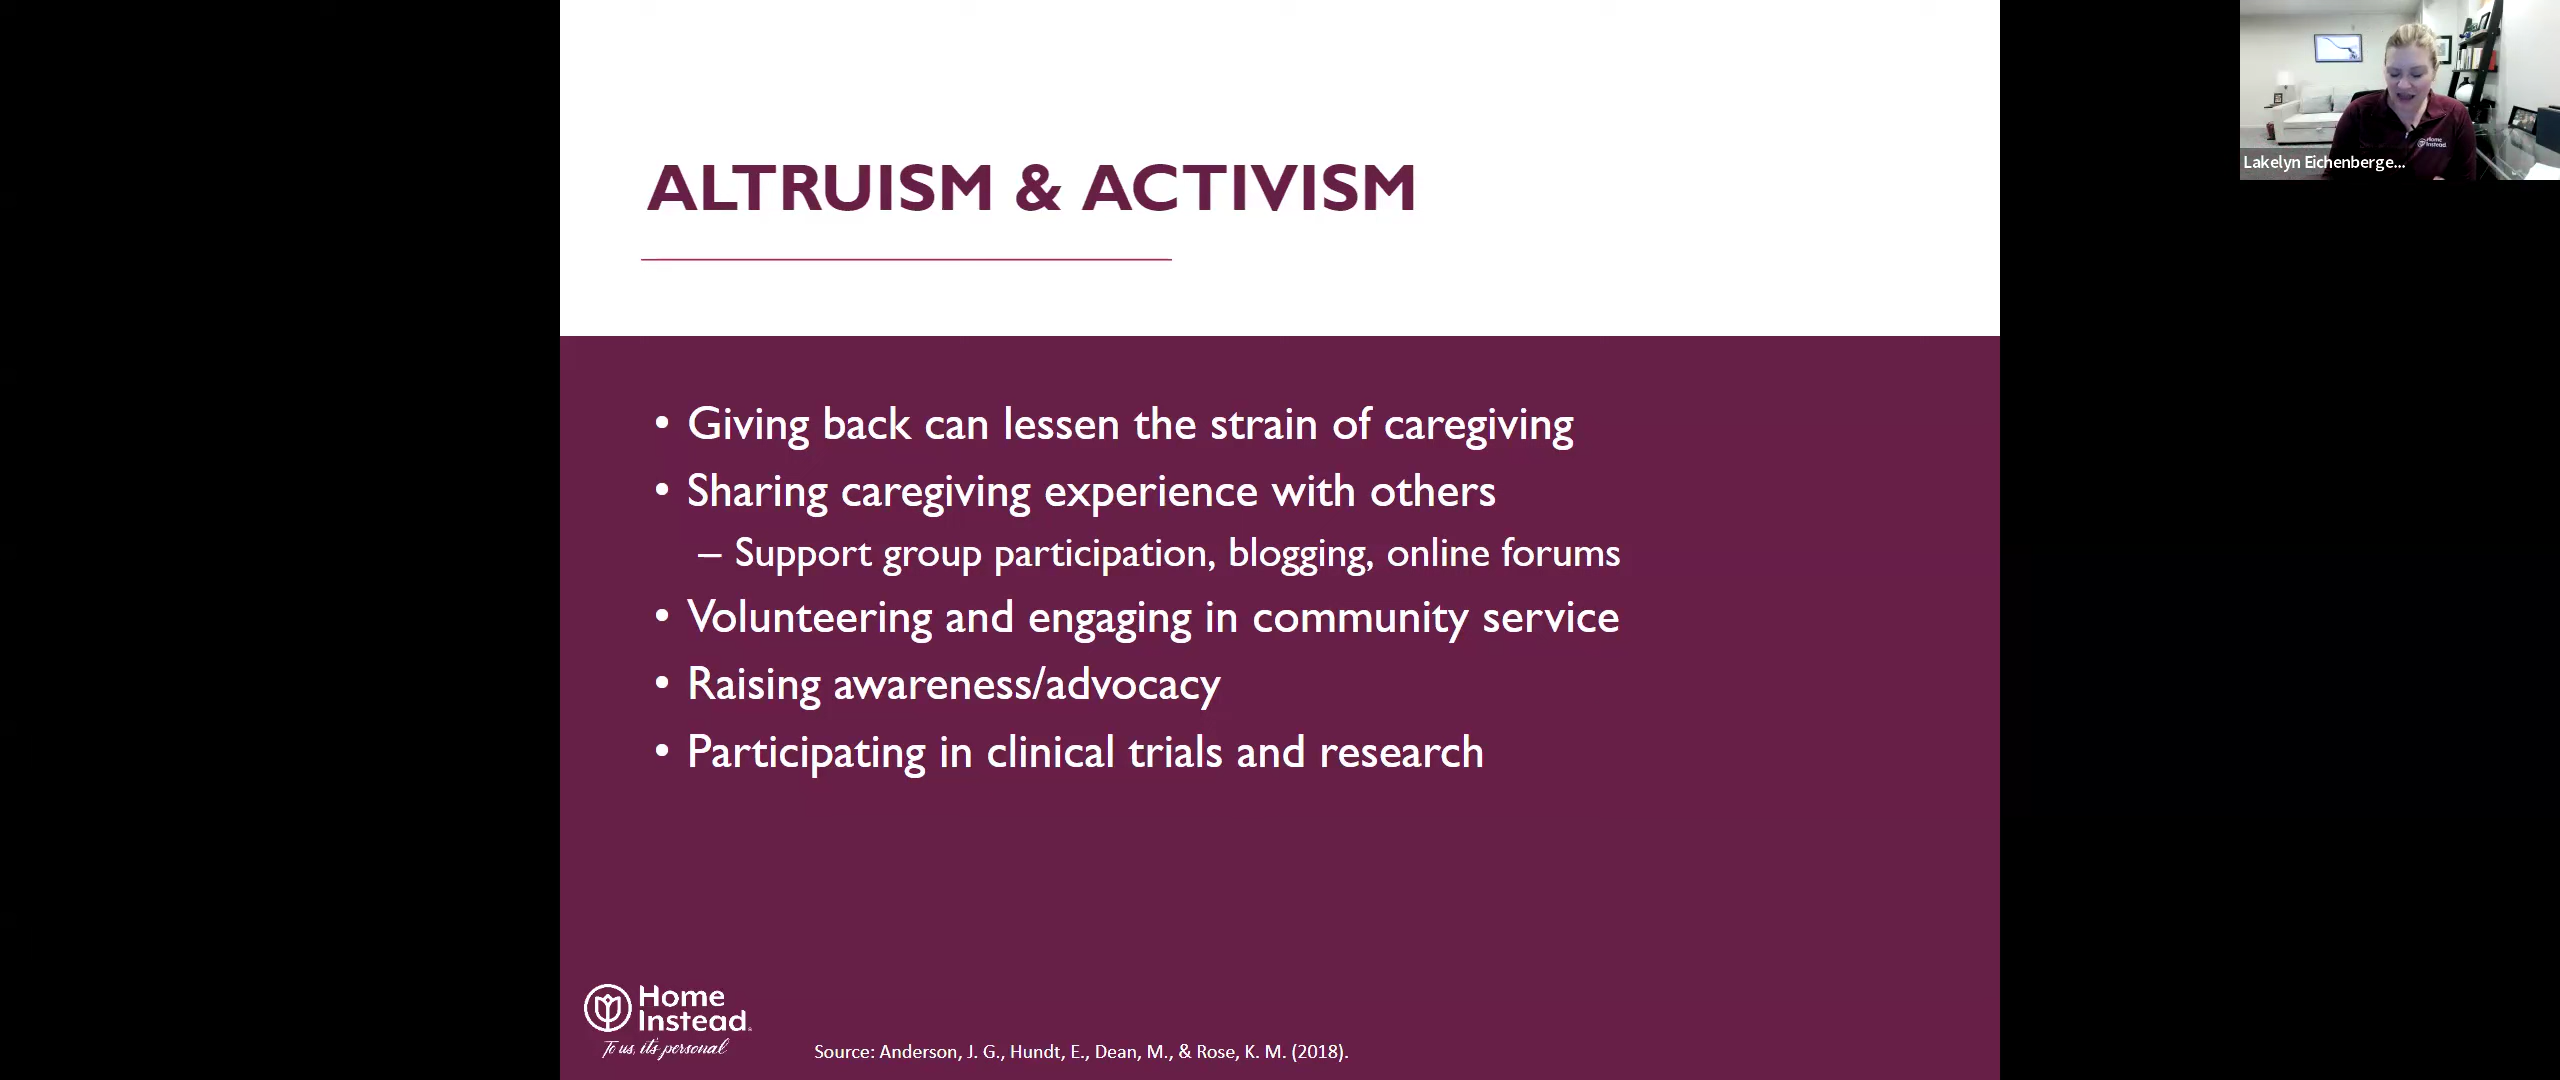 ALTRUISM & ACTIVISM
• Giving back can lessen the strain of caregiving
• Sharing caregiving experience with others
– Support group participation, blogging, online forums
• Volunteering and engaging in community service
• Raising awareness/advocacy
• Participating in clinical trials and research
Home
Instead
To us, it's personal
Source: Anderson, J. G., Hundt, E., Dean, M., & Rose, K. M. (2018).
Home
Instead
Lakelyn Eichenberge...